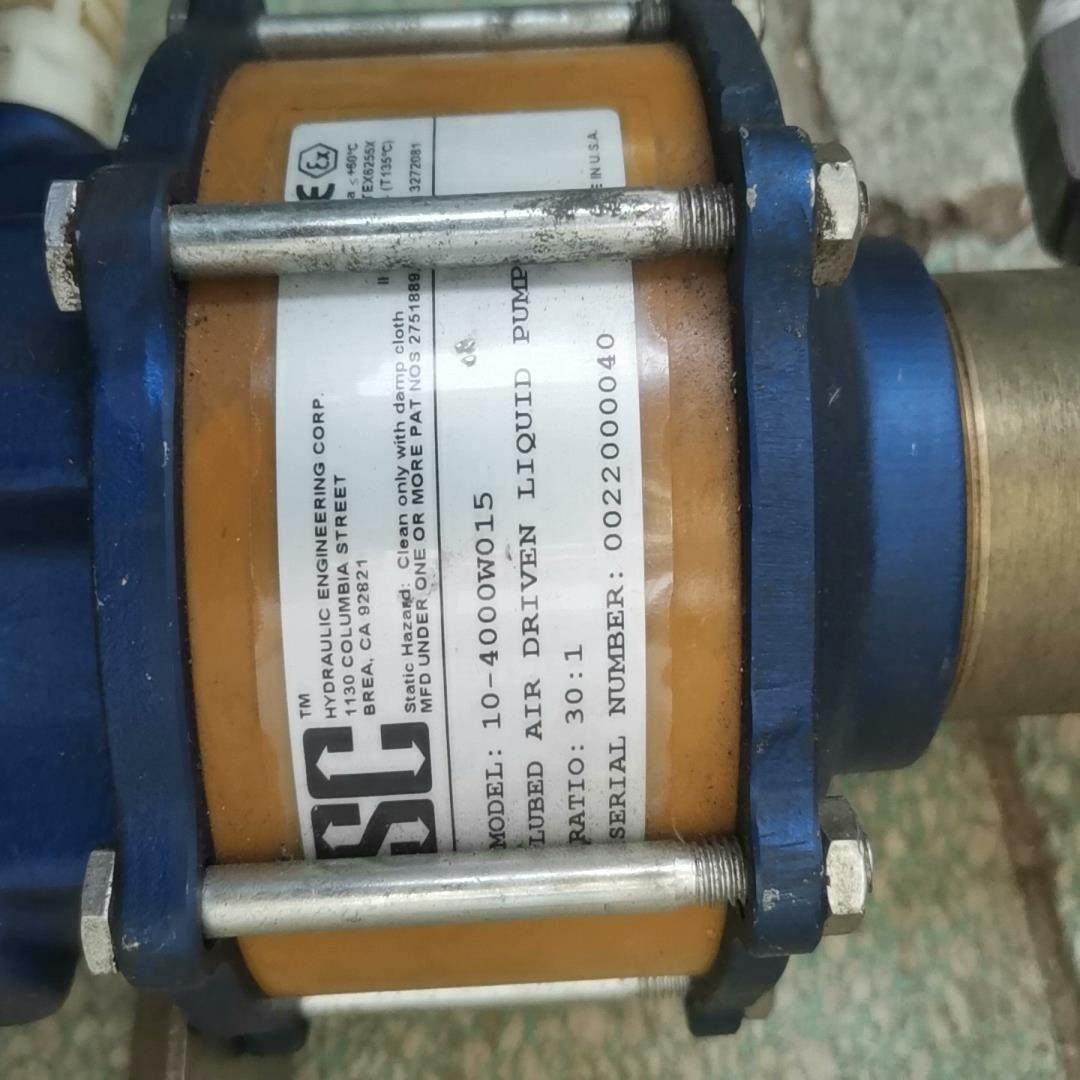 SC
TM
HYDRAULIC ENGINEERING CORP.
1130 COLUMBIA STREET
BREA, CA 92821
Static Hazard: Clean only with damp cloth
MFD UNDER ONE OR MORE PAT NOS 2751889, 3272081
Ex
≤+60°C
(T135°C)
MODEL: 10-4000W015
LUBED AIR DRIVEN LIQUID PUMP
RATIO: 30:1
SERIAL NUMBER: 0022000040
IN U.S.A.